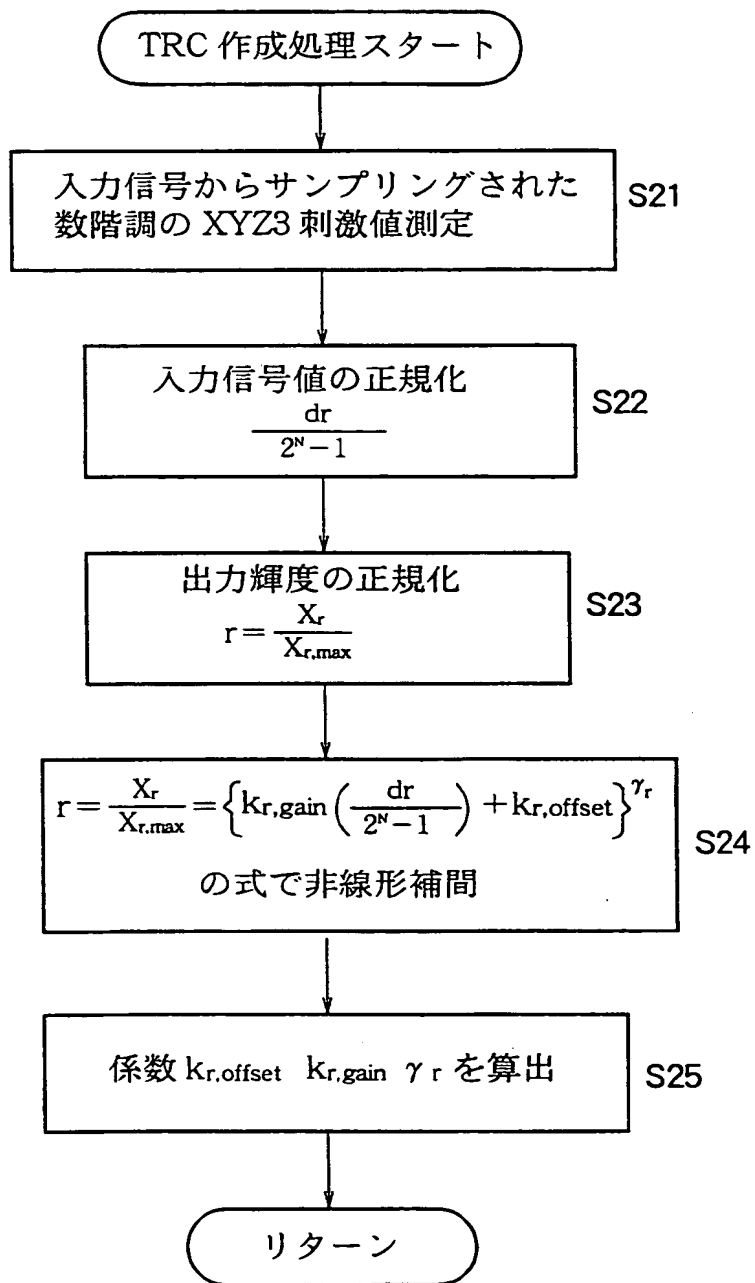 TRC 作成処理スタート
入力信号からサンプリングされた
数階調の XYZ3 刺激値測定
S21
入力信号値の正規化
dr
2^N−1
S22
出力輝度の正規化
r=Xr/Xr,max
S23
r=Xr/Xr,max={kr,gain(dr/2^N−1)+kr,offset}^γr
の式で非線形補間
S24
係数 kr,offset kr,gain γr を算出
S25
リターン